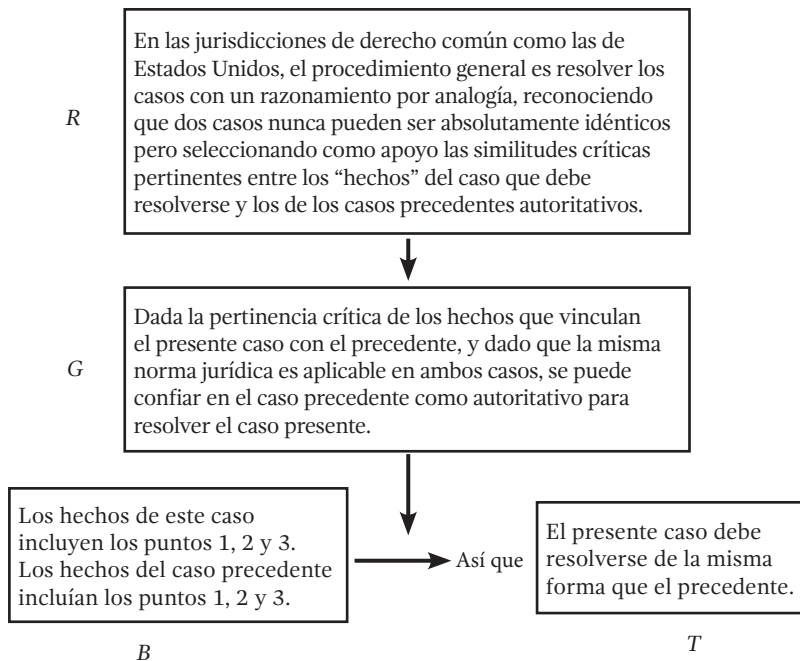 En las jurisdicciones de derecho común como las de
Estados Unidos, el procedimiento general es resolver los
casos con un razonamiento por analogía, reconociendo
que dos casos nunca pueden ser absolutamente idénticos
pero seleccionando como apoyo las similitudes críticas
pertinentes entre los “hechos” del caso que debe
resolverse y los de los casos precedentes autoritativos.
R
Dada la pertinencia crítica de los hechos que vinculan
el presente caso con el precedente, y dado que la misma
norma jurídica es aplicable en ambos casos, se puede
confiar en el caso precedente como autoritativo para
resolver el caso presente.
G
Los hechos de este caso
incluyen los puntos 1, 2 y 3.
Los hechos del caso precedente
incluían los puntos 1, 2 y 3.
B
Así que
El presente caso debe
resolverse de la misma
forma que el precedente.
T